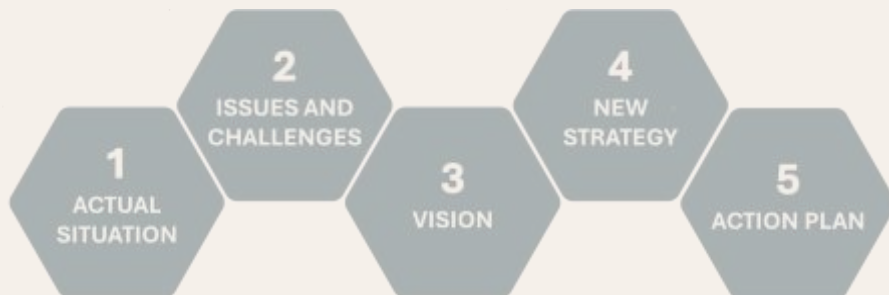 1
ACTUAL
SITUATION
2
ISSUES AND
CHALLENGES
3
VISION
4
NEW
STRATEGY
5
ACTION PLAN